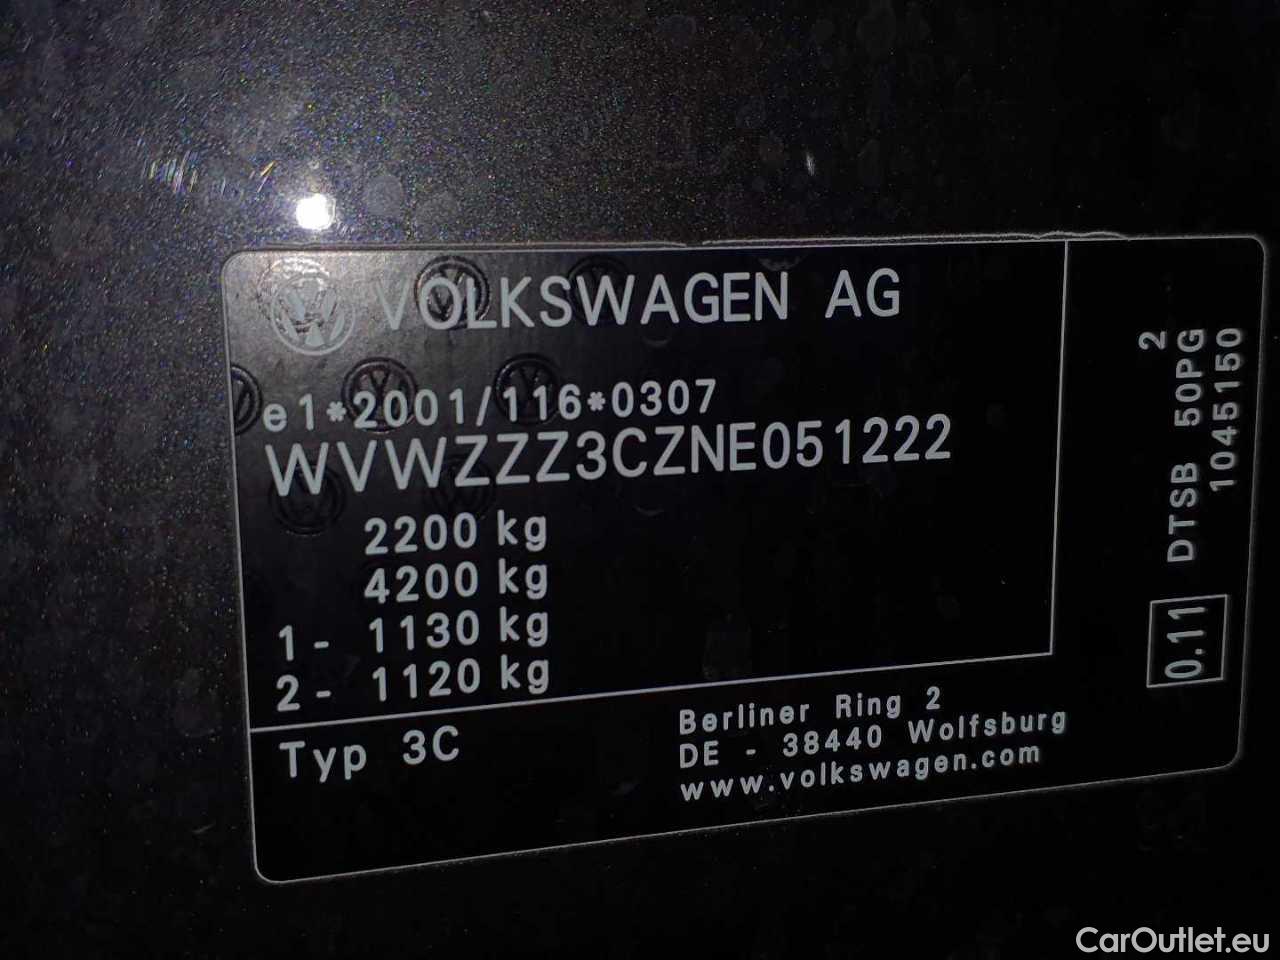 VOLKSWAGEN AG
e1*2001/116*0307
WVWZZZ3CZNE051222
2200 kg
4200 kg
1 - 1130 kg
2 - 1120 kg
Typ 3C
Berliner Ring 2
DE - 38440 Wolfsburg
www.volkswagen.com
2
0.11 DTSB 50PG
1045150
CarOutlet.eu